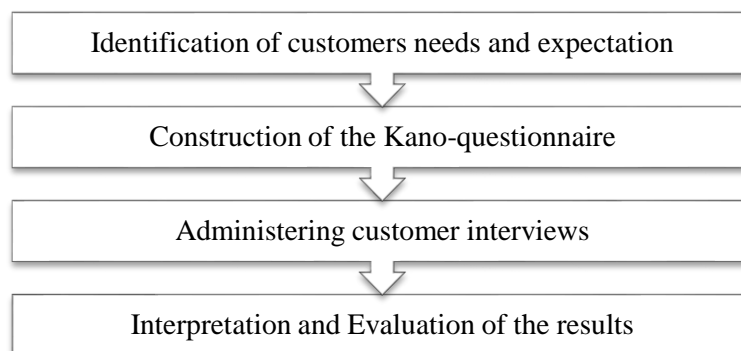 Identification of customers needs and expectation
Construction of the Kano-questionnaire
Administering customer interviews
Interpretation and Evaluation of the results